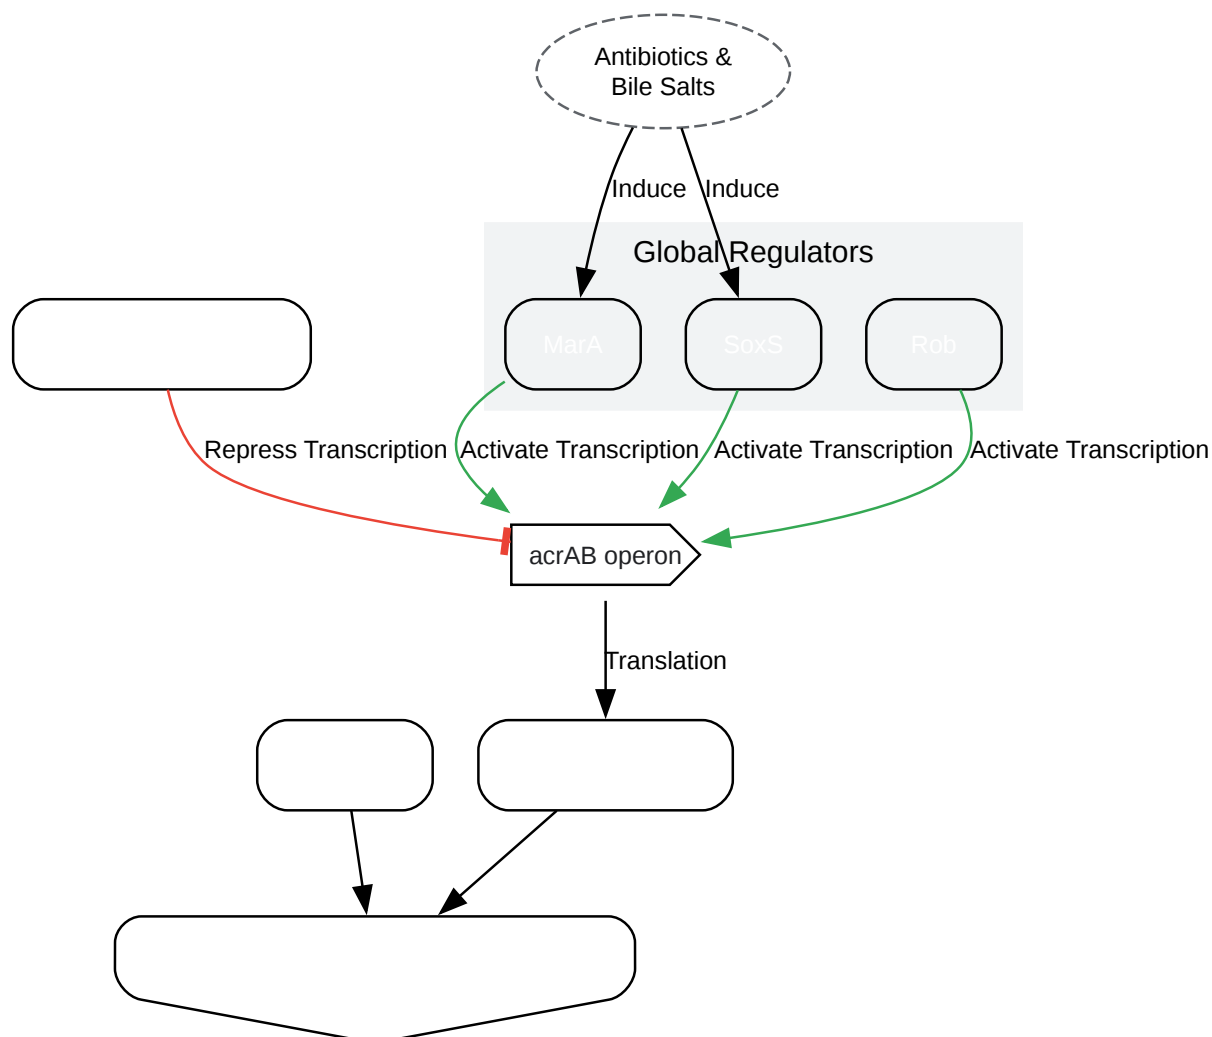 Antibiotics &
Bile Salts
Induce
Induce
Global Regulators
MarA
SoxS
Rob
Repress Transcription
Activate Transcription
Activate Transcription
Activate Transcription
acrAB operon
Translation